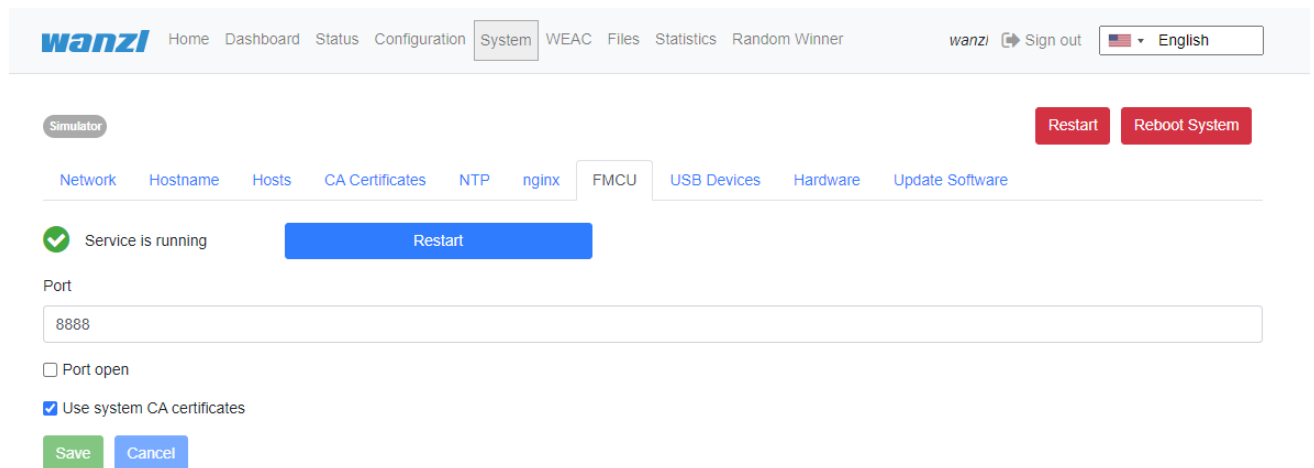 wanzl Home Dashboard Status Configuration System WEAC Files Statistics Random Winner wanzl Sign out English
Simulator Restart Reboot System
Network Hostname Hosts CA Certificates NTP nginx FMCU USB Devices Hardware Update Software
Service is running Restart
Port
8888
Port open
Use system CA certificates
Save Cancel